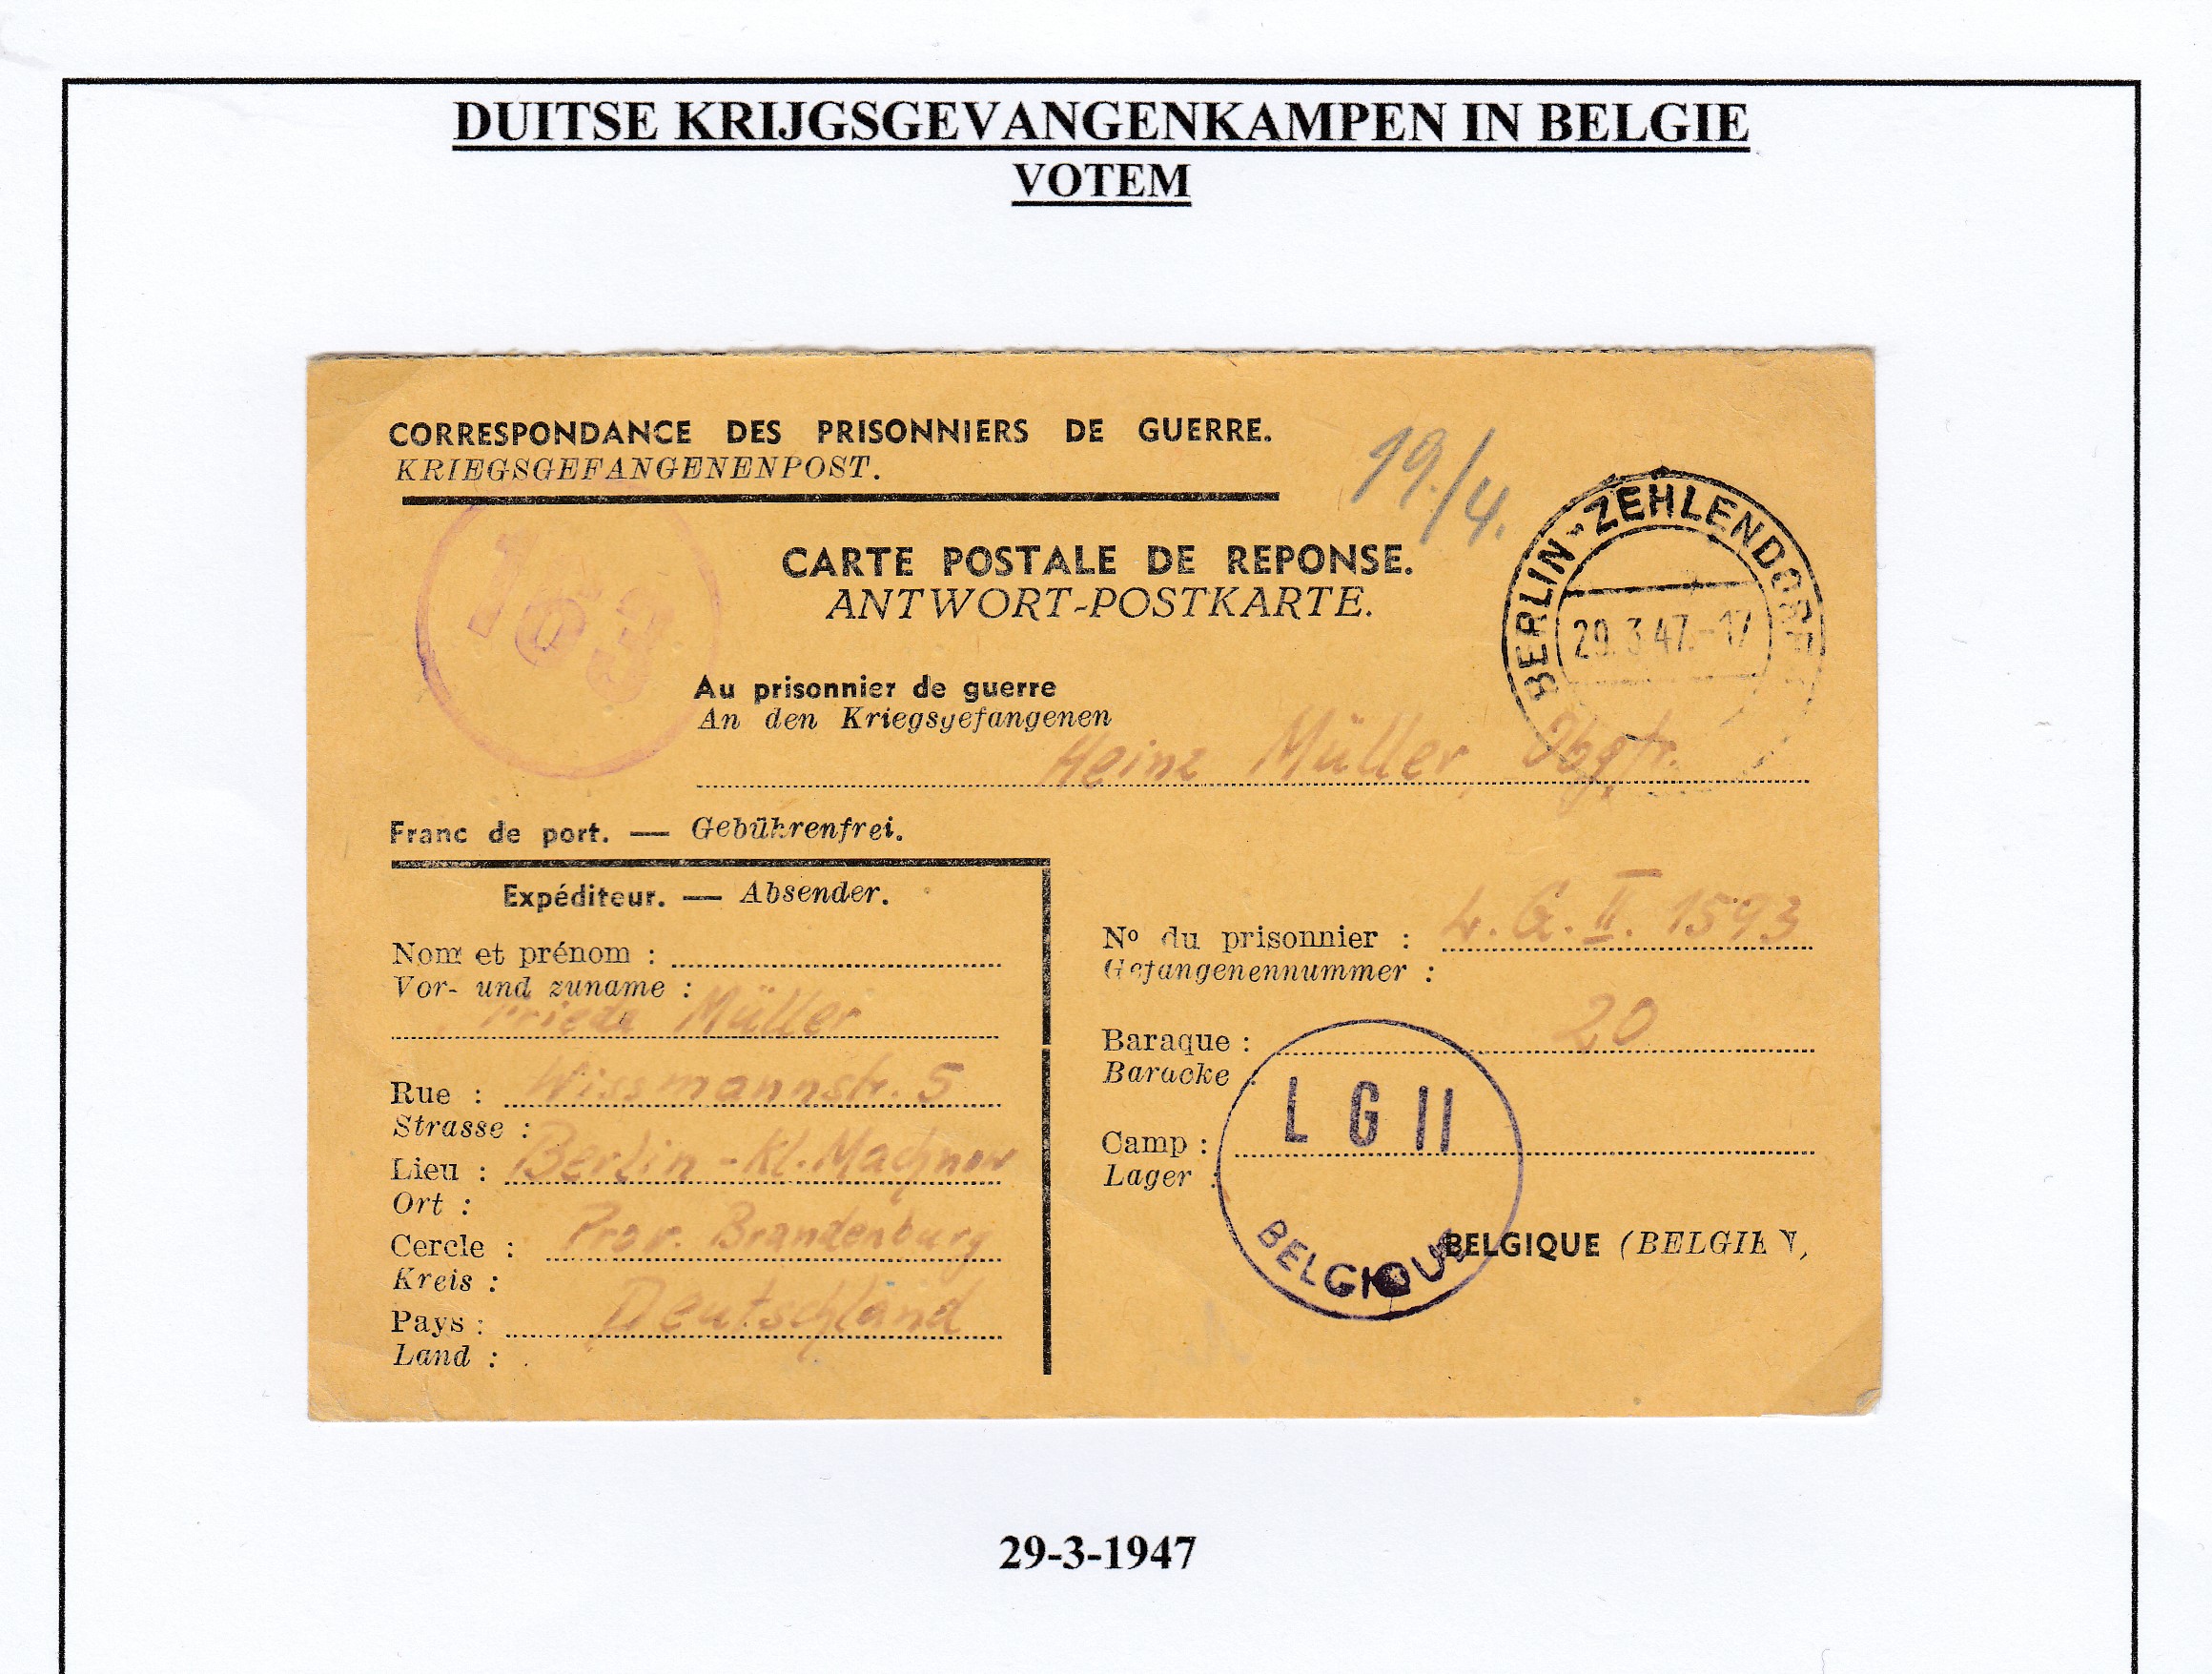 DUITSE KRIJGSGEVANGENKAMPEN IN BELGIE
VOTEM
CORRESPONDANCE DES PRISONNIERS DE GUERRE.
KRIEGSGEFANGENENPOST.
19./4.
CARTE POSTALE DE REPONSE.
ANTWORT-POSTKARTE.
BERLIN-ZEHLENDORF
29.3.47.-17
163
Au prisonnier de guerre
An den Kriegsgefangenen
Heinz Müller, Obgfr.
Franc de port. — Gebührenfrei.
Expéditeur. — Absender.
Nom et prénom :
Vor- und zuname :
Frieda Müller
Rue : Wissmannstr. 5
Strasse :
Lieu : Berlin-Kl. Machnow
Ort :
Cercle : Prov. Brandenburg
Kreis :
Pays : Deutschland
Land :
No du prisonnier : L. G. II. 1593
Gefangenennummer :
Baraque : 20
Baracke :
Camp :
Lager :
L G II
BELGIQUE
BELGIQUE (BELGIEN)
29-3-1947